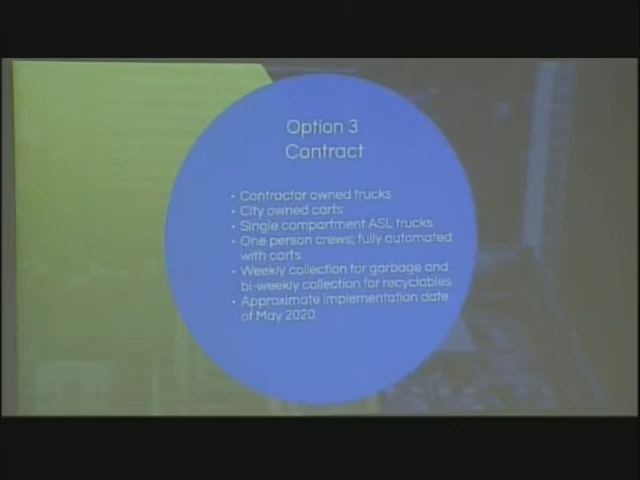 Option 3
Contract
• Contractor owned trucks
• City owned carts
• Single compartment ASL trucks
• One person crews; fully automated
with carts
• Weekly collection for garbage and
bi-weekly collection for recyclables
• Approximate implementation date
of May 2020